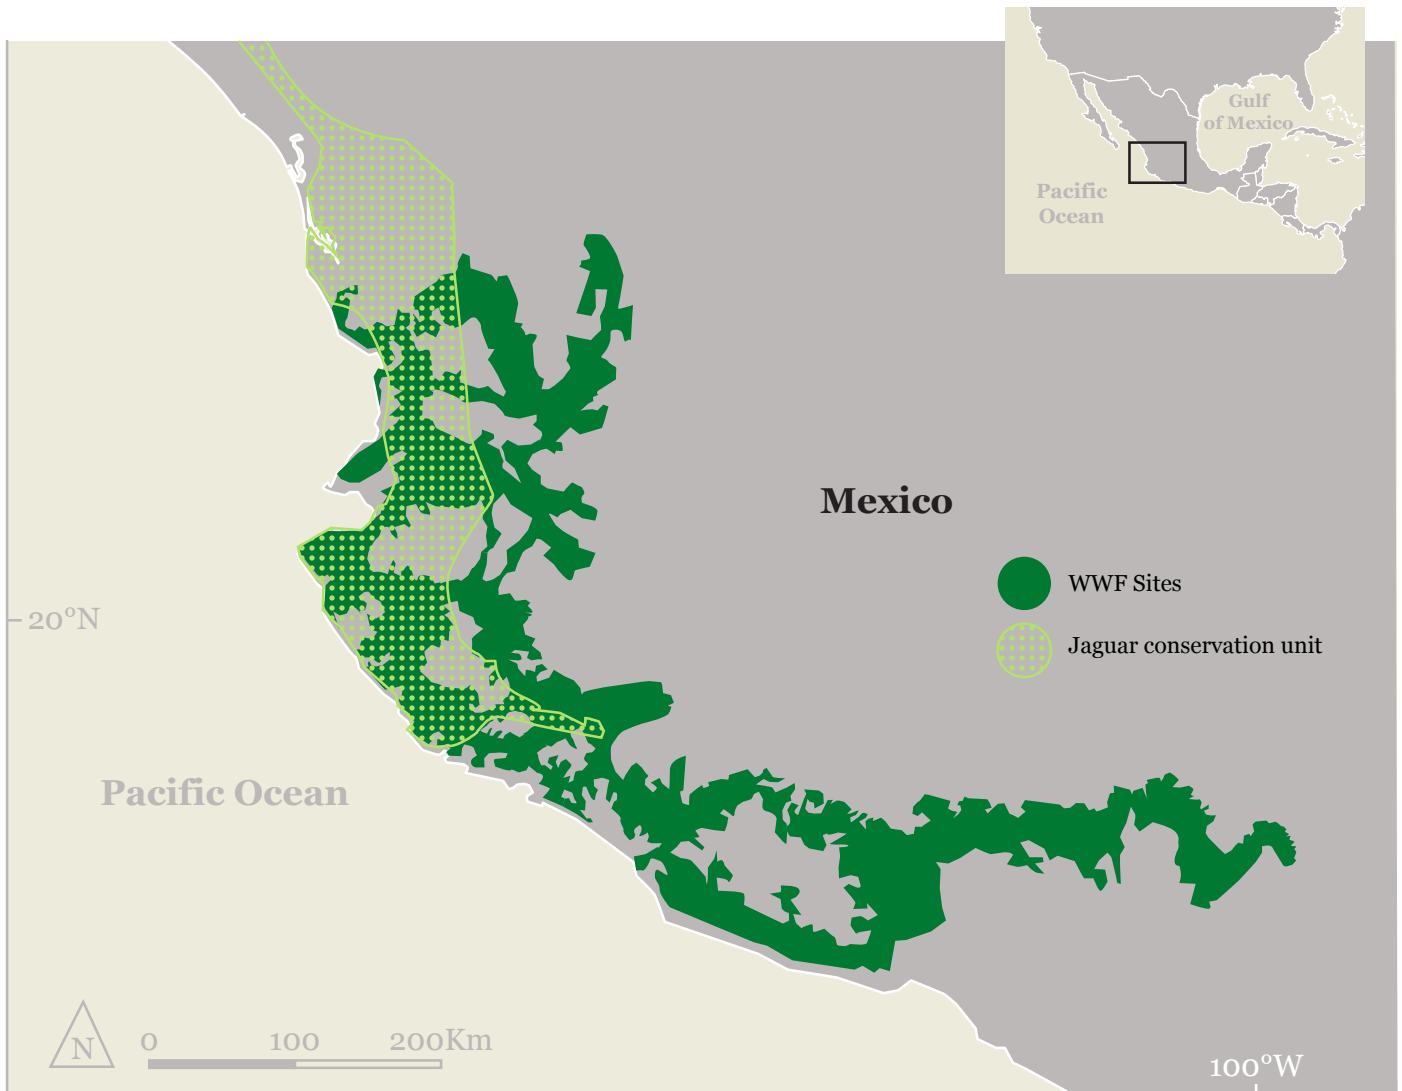 Gulf
of Mexico
Pacific
Ocean
Mexico
WWF Sites
20°N
Jaguar conservation unit
Pacific Ocean
N
0 100 200Km
100°W